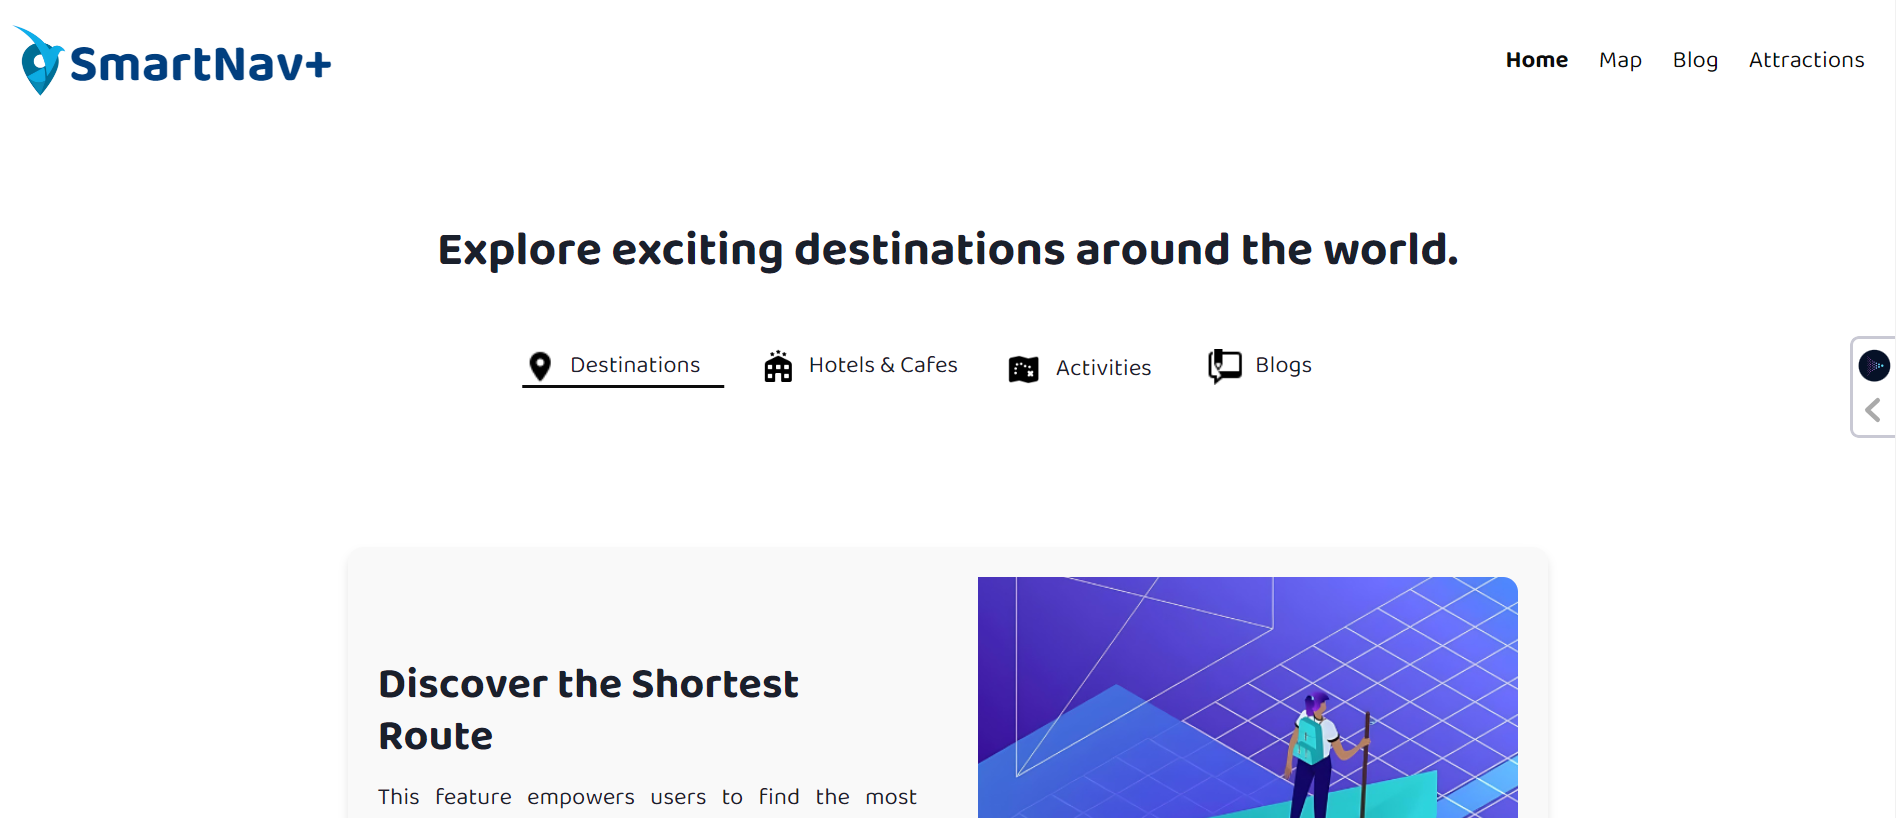 SmartNav+
Home Map Blog Attractions
Explore exciting destinations around the world.
Destinations Hotels & Cafes Activities Blogs
Discover the Shortest
Route
This feature empowers users to find the most